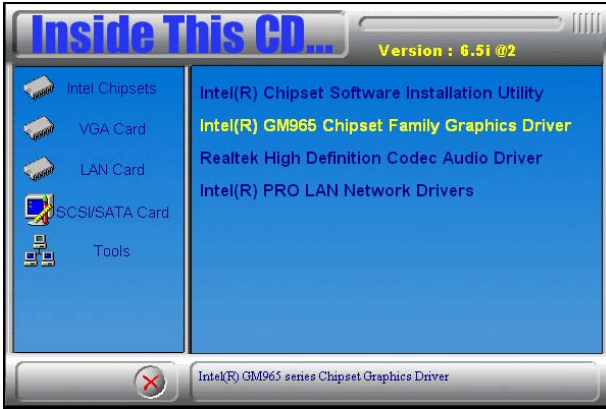 Inside This CD...
Version : 6.5i @2
Intel Chipsets
VGA Card
LAN Card
SCSI/SATA Card
Tools
Intel(R) Chipset Software Installation Utility
Intel(R) GM965 Chipset Family Graphics Driver
Realtek High Definition Codec Audio Driver
Intel(R) PRO LAN Network Drivers
Intel(R) GM965 series Chipset Graphics Driver